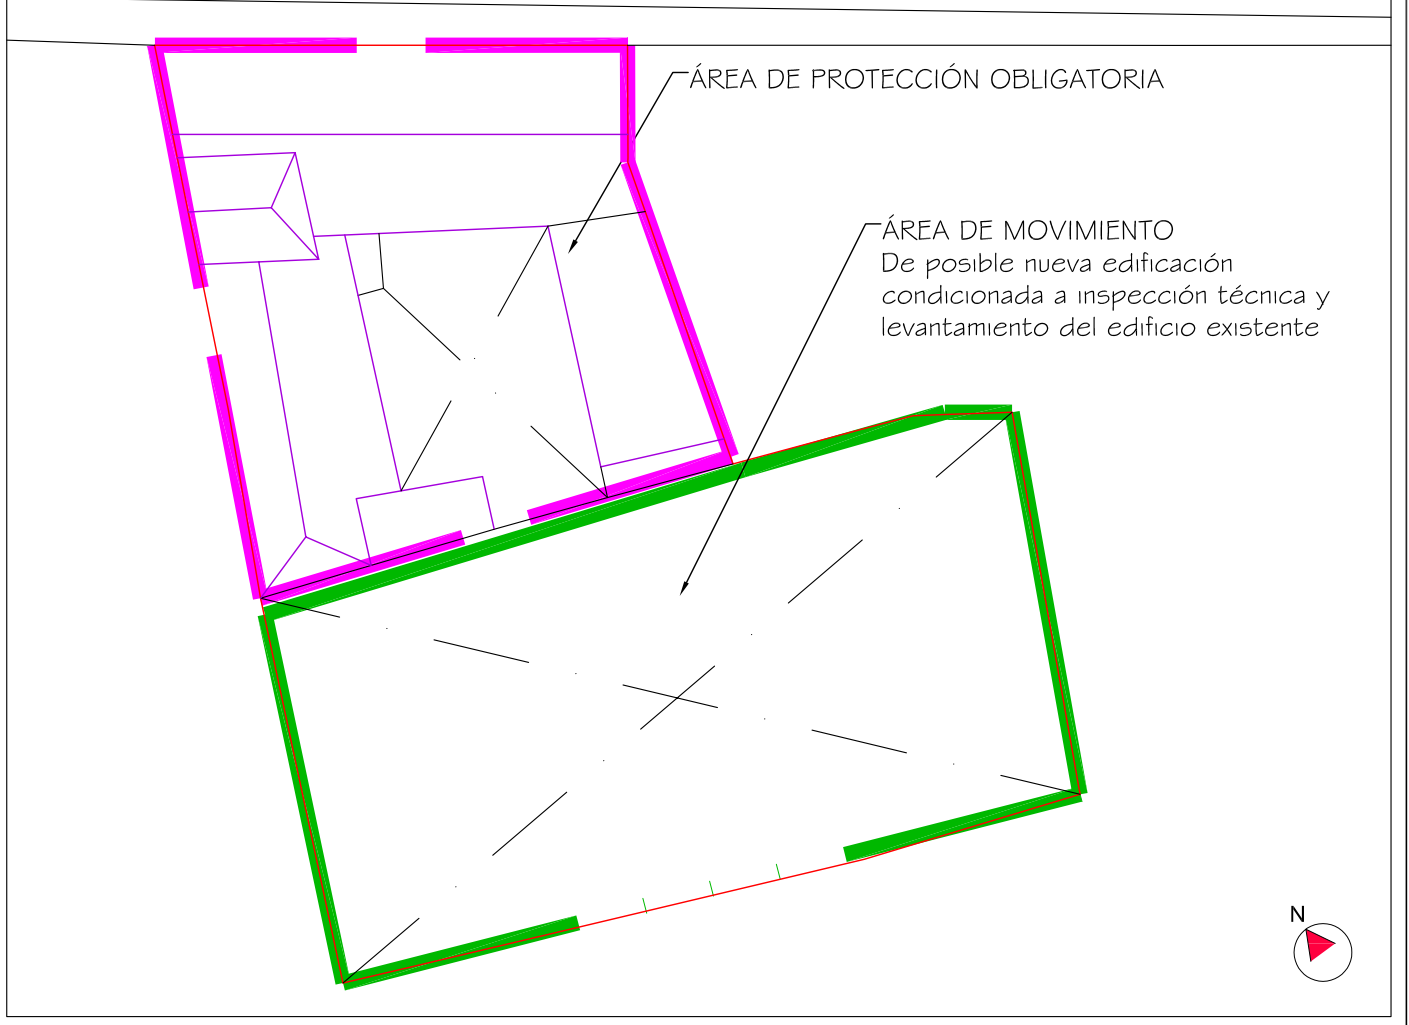 ÁREA DE PROTECCIÓN OBLIGATORIA
ÁREA DE MOVIMIENTO
De posible nueva edificación
condicionada a inspección técnica y
levantamiento del edificio existente
N